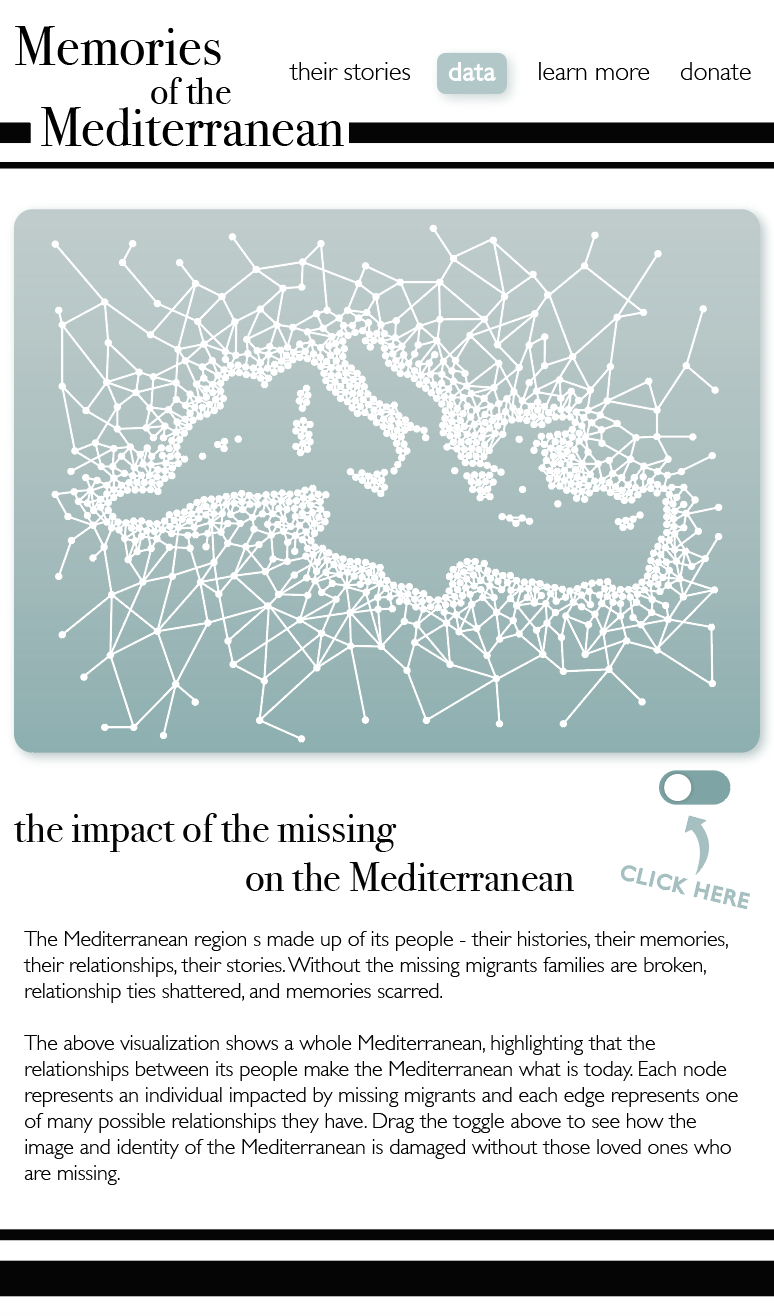 Memories
of the
Mediterranean
their stories data learn more donate
the impact of the missing
on the Mediterranean
CLICK HERE
The Mediterranean region s made up of its people - their histories, their memories,
their relationships, their stories. Without the missing migrants families are broken,
relationship ties shattered, and memories scarred.
The above visualization shows a whole Mediterranean, highlighting that the
relationships between its people make the Mediterranean what is today. Each node
represents an individual impacted by missing migrants and each edge represents one
of many possible relationships they have. Drag the toggle above to see how the
image and identity of the Mediterranean is damaged without those loved ones who
are missing.